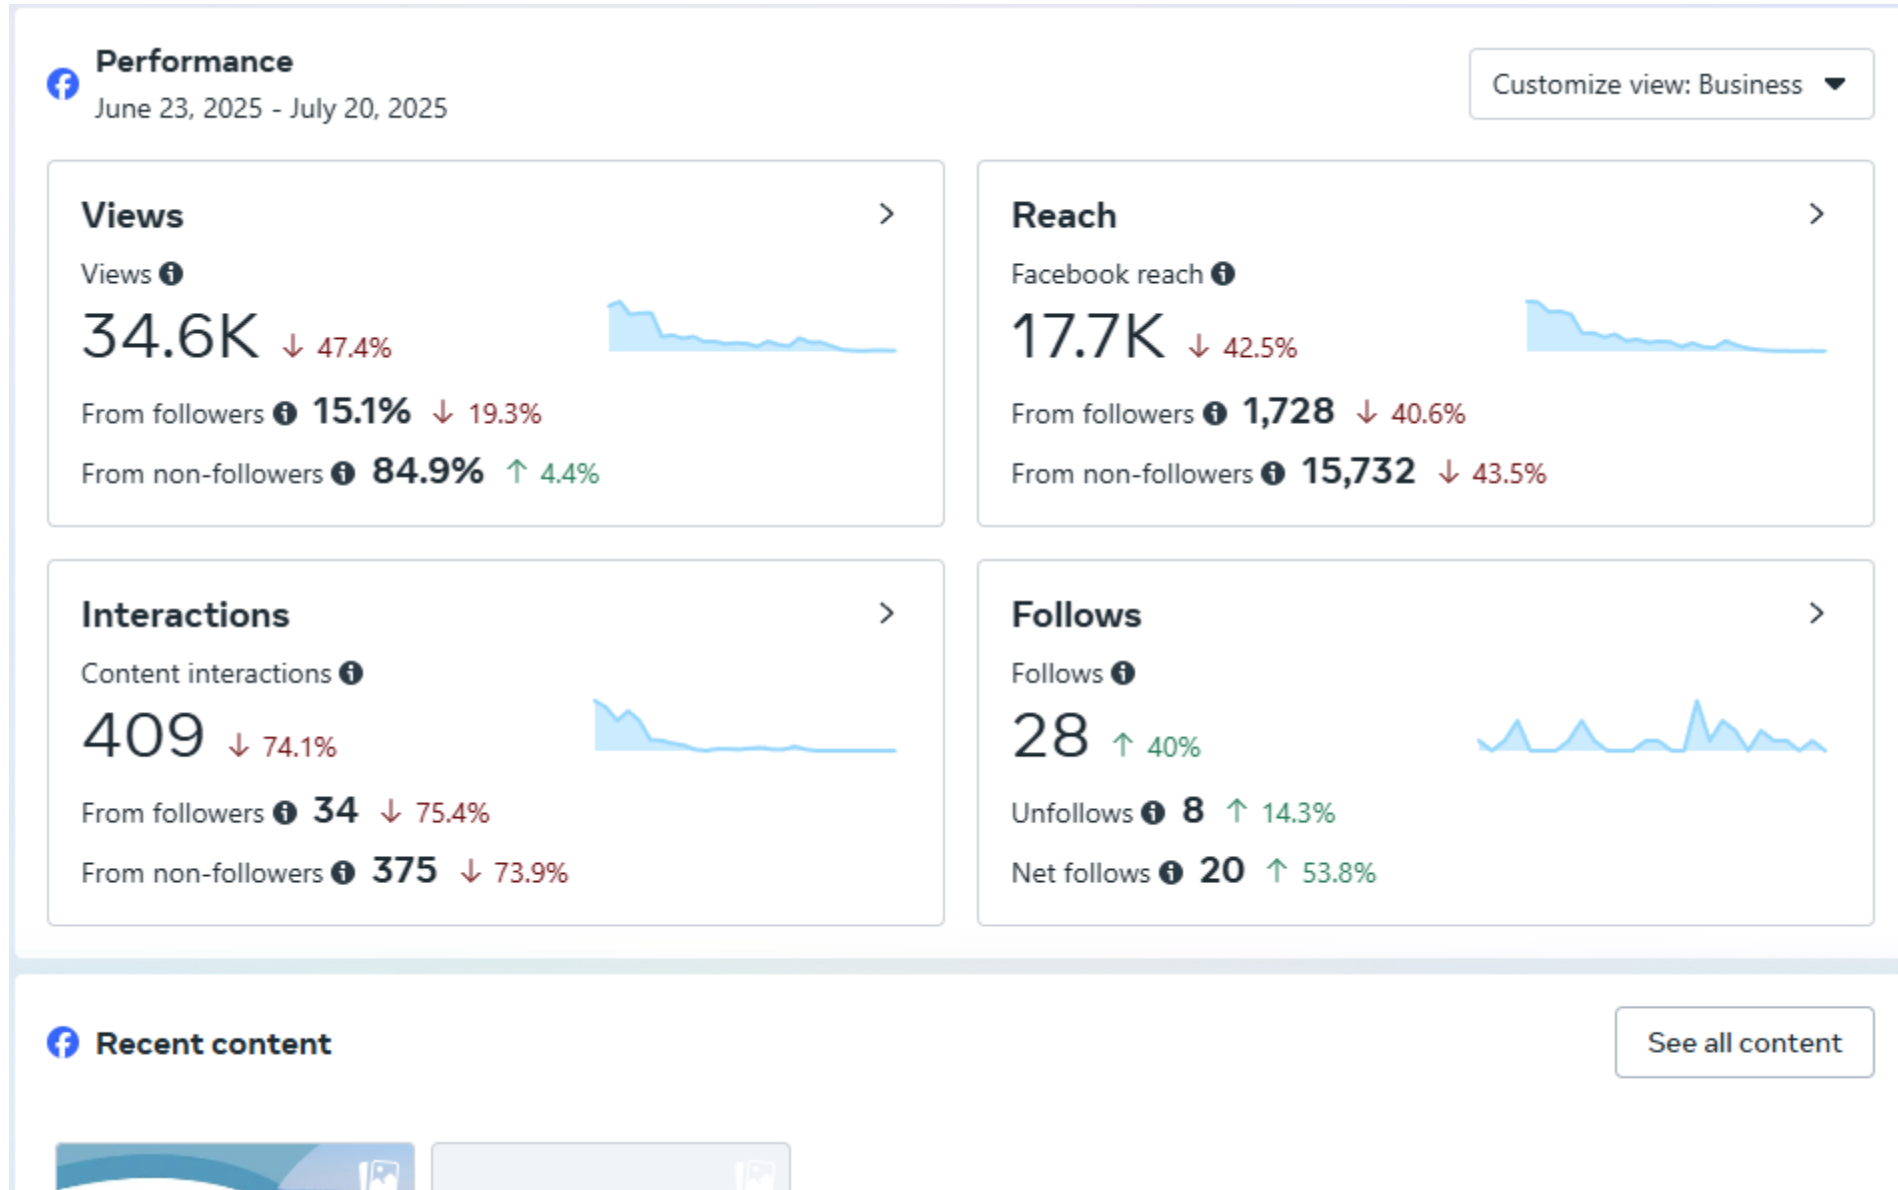 Performance
June 23, 2025 - July 20, 2025
Customize view: Business
Views
Views
34.6K ↓ 47.4%
From followers 15.1% ↓ 19.3%
From non-followers 84.9% ↑ 4.4%
Reach
Facebook reach
17.7K ↓ 42.5%
From followers 1,728 ↓ 40.6%
From non-followers 15,732 ↓ 43.5%
Interactions
Content interactions
409 ↓ 74.1%
From followers 34 ↓ 75.4%
From non-followers 375 ↓ 73.9%
Follows
Follows
28 ↑ 40%
Unfollows 8 ↑ 14.3%
Net follows 20 ↑ 53.8%
Recent content
See all content